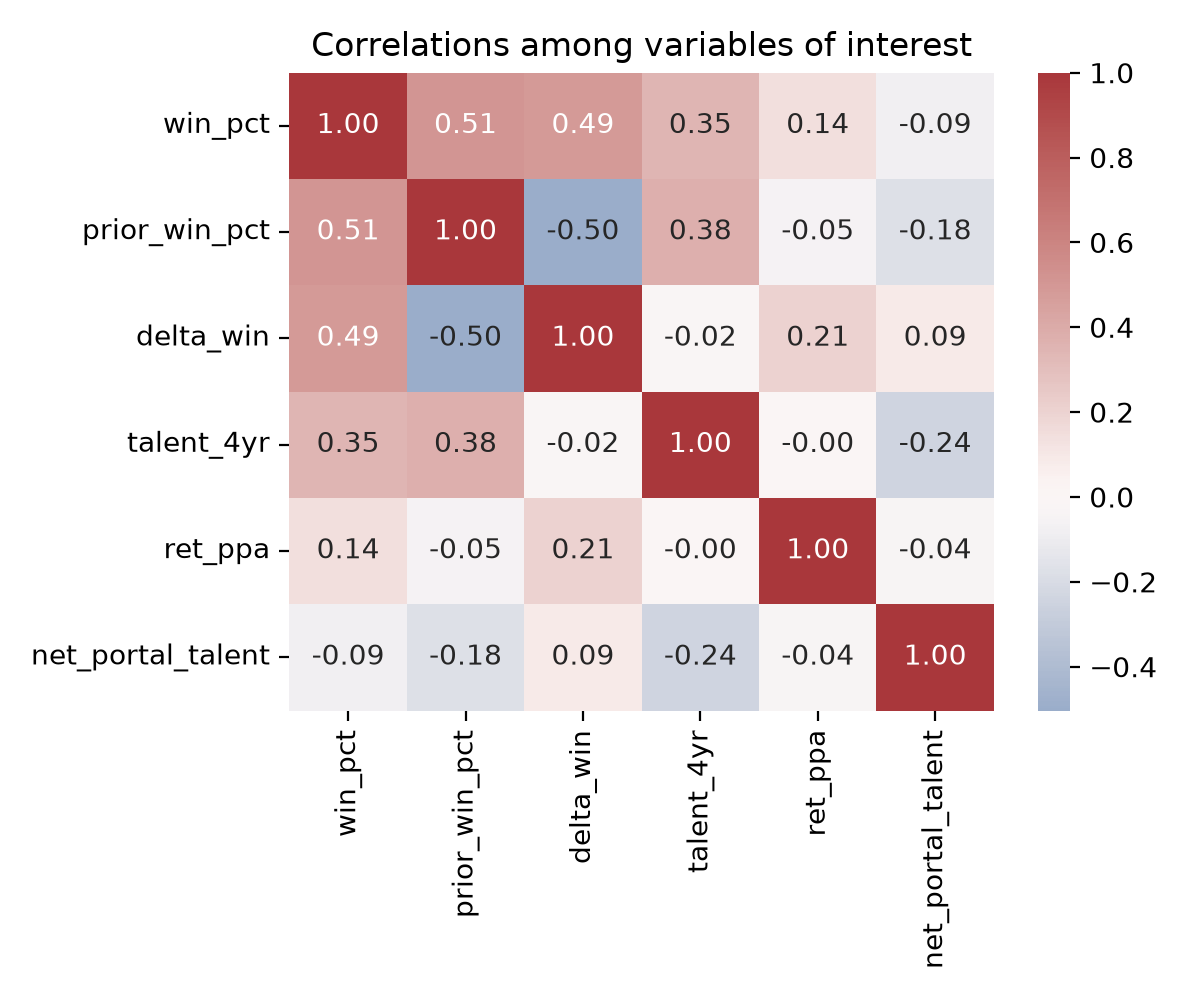 Correlations among variables of interest
win_pct 1.00 0.51 0.49 0.35 0.14 -0.09
prior_win_pct 0.51 1.00 -0.50 0.38 -0.05 -0.18
delta_win 0.49 -0.50 1.00 -0.02 0.21 0.09
talent_4yr 0.35 0.38 -0.02 1.00 -0.00 -0.24
ret_ppa 0.14 -0.05 0.21 -0.00 1.00 -0.04
net_portal_talent -0.09 -0.18 0.09 -0.24 -0.04 1.00
win_pct
prior_win_pct
delta_win
talent_4yr
ret_ppa
net_portal_talent
1.0
0.8
0.6
0.4
0.2
0.0
−0.2
−0.4